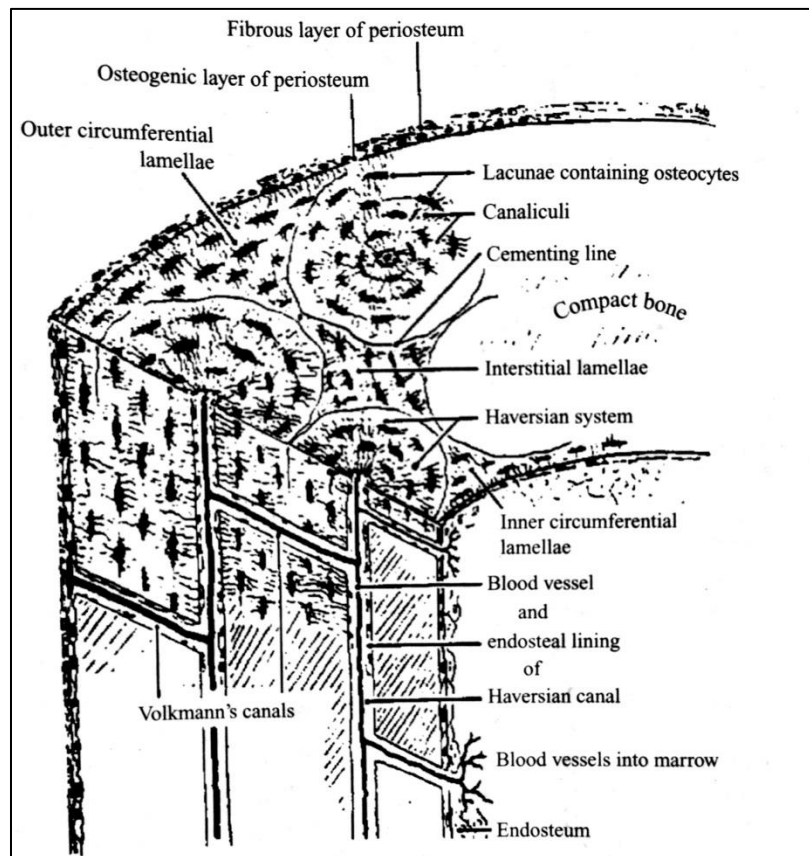 Fibrous layer of periosteum
Osteogenic layer of periosteum
Outer circumferential
lamellae
Lacunae containing osteocytes
Canaliculi
Cementing line
Compact bone
Interstitial lamellae
Haversian system
Inner circumferential
lamellae
Blood vessel
and
endosteal lining
of
Haversian canal
Volkmann's canals
Blood vessels into marrow
Endosteum